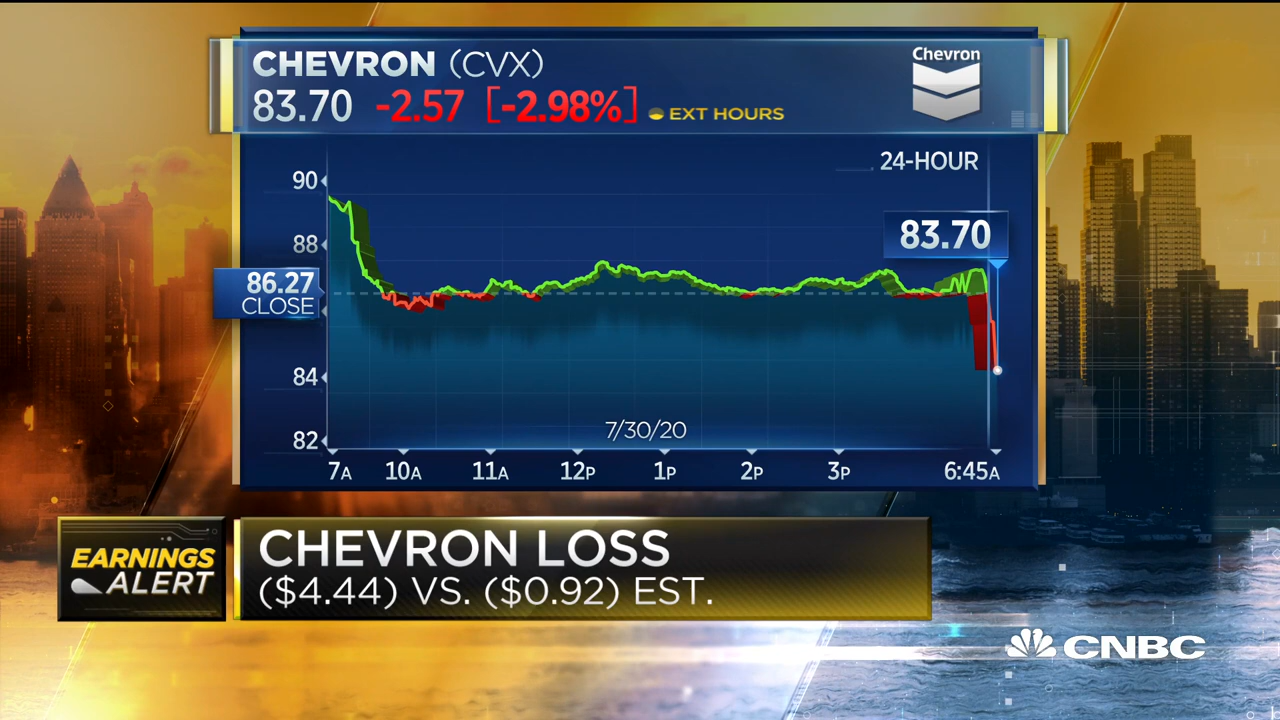 CHEVRON (CVX)
83.70 -2.57 [-2.98%] EXT HOURS
Chevron
24-HOUR
90
88
86.27
CLOSE
84
82
83.70
7/30/20
7A 10A 11A 12P 1P 2P 3P 6:45A
EARNINGS
ALERT
CHEVRON LOSS
($4.44) VS. ($0.92) EST.
CNBC